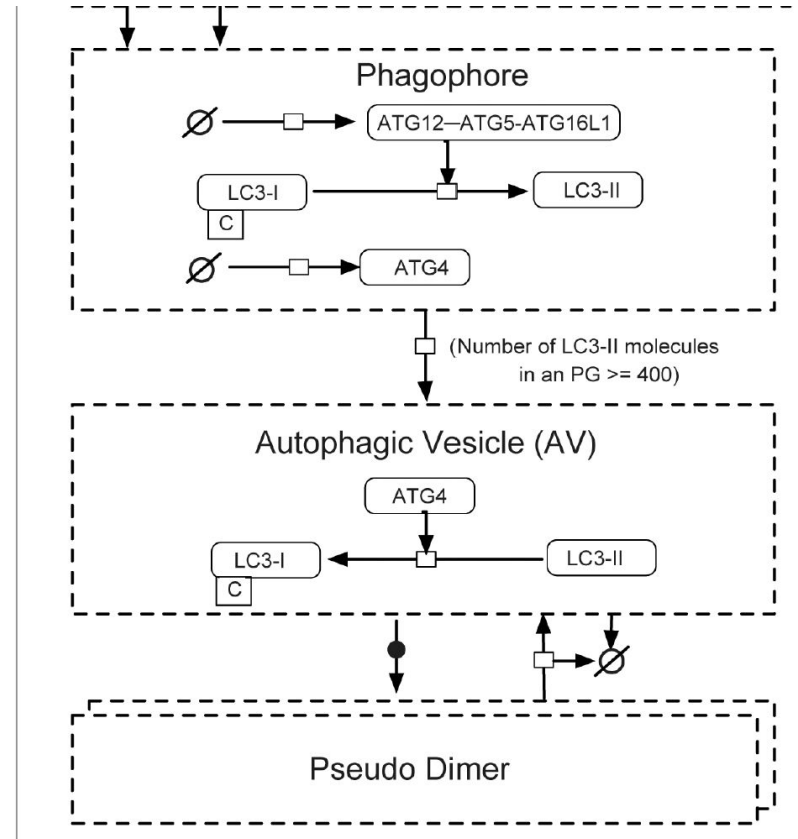 Phagophore
ATG12—ATG5-ATG16L1
LC3-I
LC3-II
C
ATG4
(Number of LC3-II molecules
in an PG >= 400)
Autophagic Vesicle (AV)
ATG4
LC3-I
LC3-II
C
Pseudo Dimer